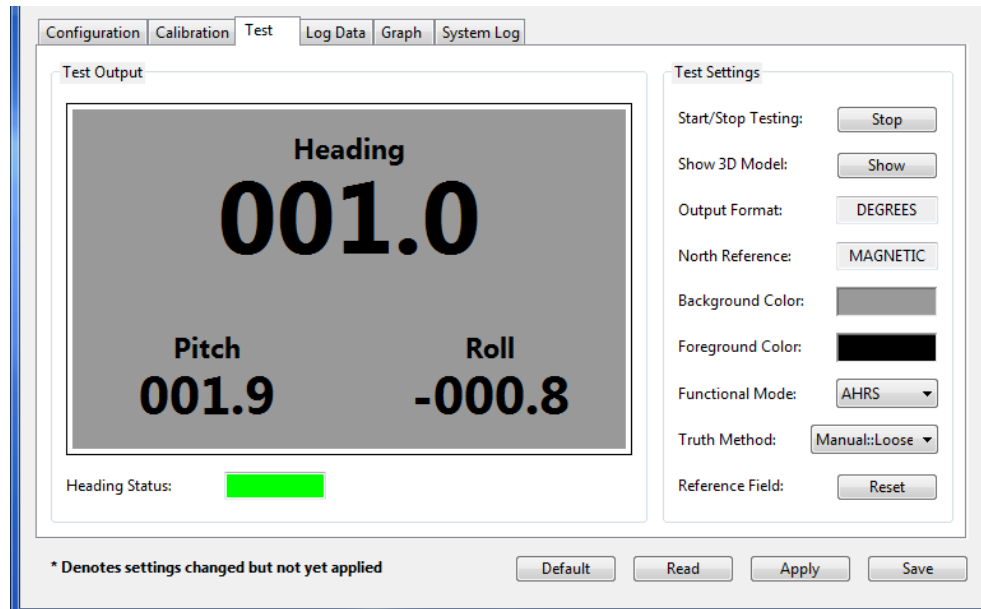 Configuration Calibration Test Log Data Graph System Log
Test Output
Heading
001.0
Pitch Roll
001.9 -000.8
Heading Status:
Test Settings
Start/Stop Testing: Stop
Show 3D Model: Show
Output Format: DEGREES
North Reference: MAGNETIC
Background Color:
Foreground Color:
Functional Mode: AHRS
Truth Method: Manual::Loose
Reference Field: Reset
* Denotes settings changed but not yet applied Default Read Apply Save